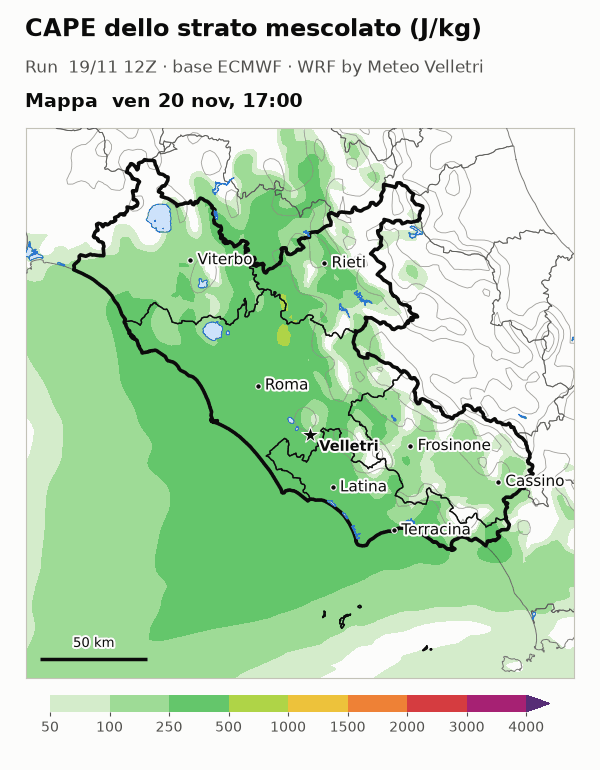 CAPE dello strato mescolato (J/kg)
Run  19/11 12Z · base ECMWF · WRF by Meteo Velletri
Mappa  ven 20 nov, 17:00
Viterbo
Rieti
Roma
Velletri
Frosinone
Cassino
Latina
Terracina
50 km
50 100 250 500 1000 1500 2000 3000 4000